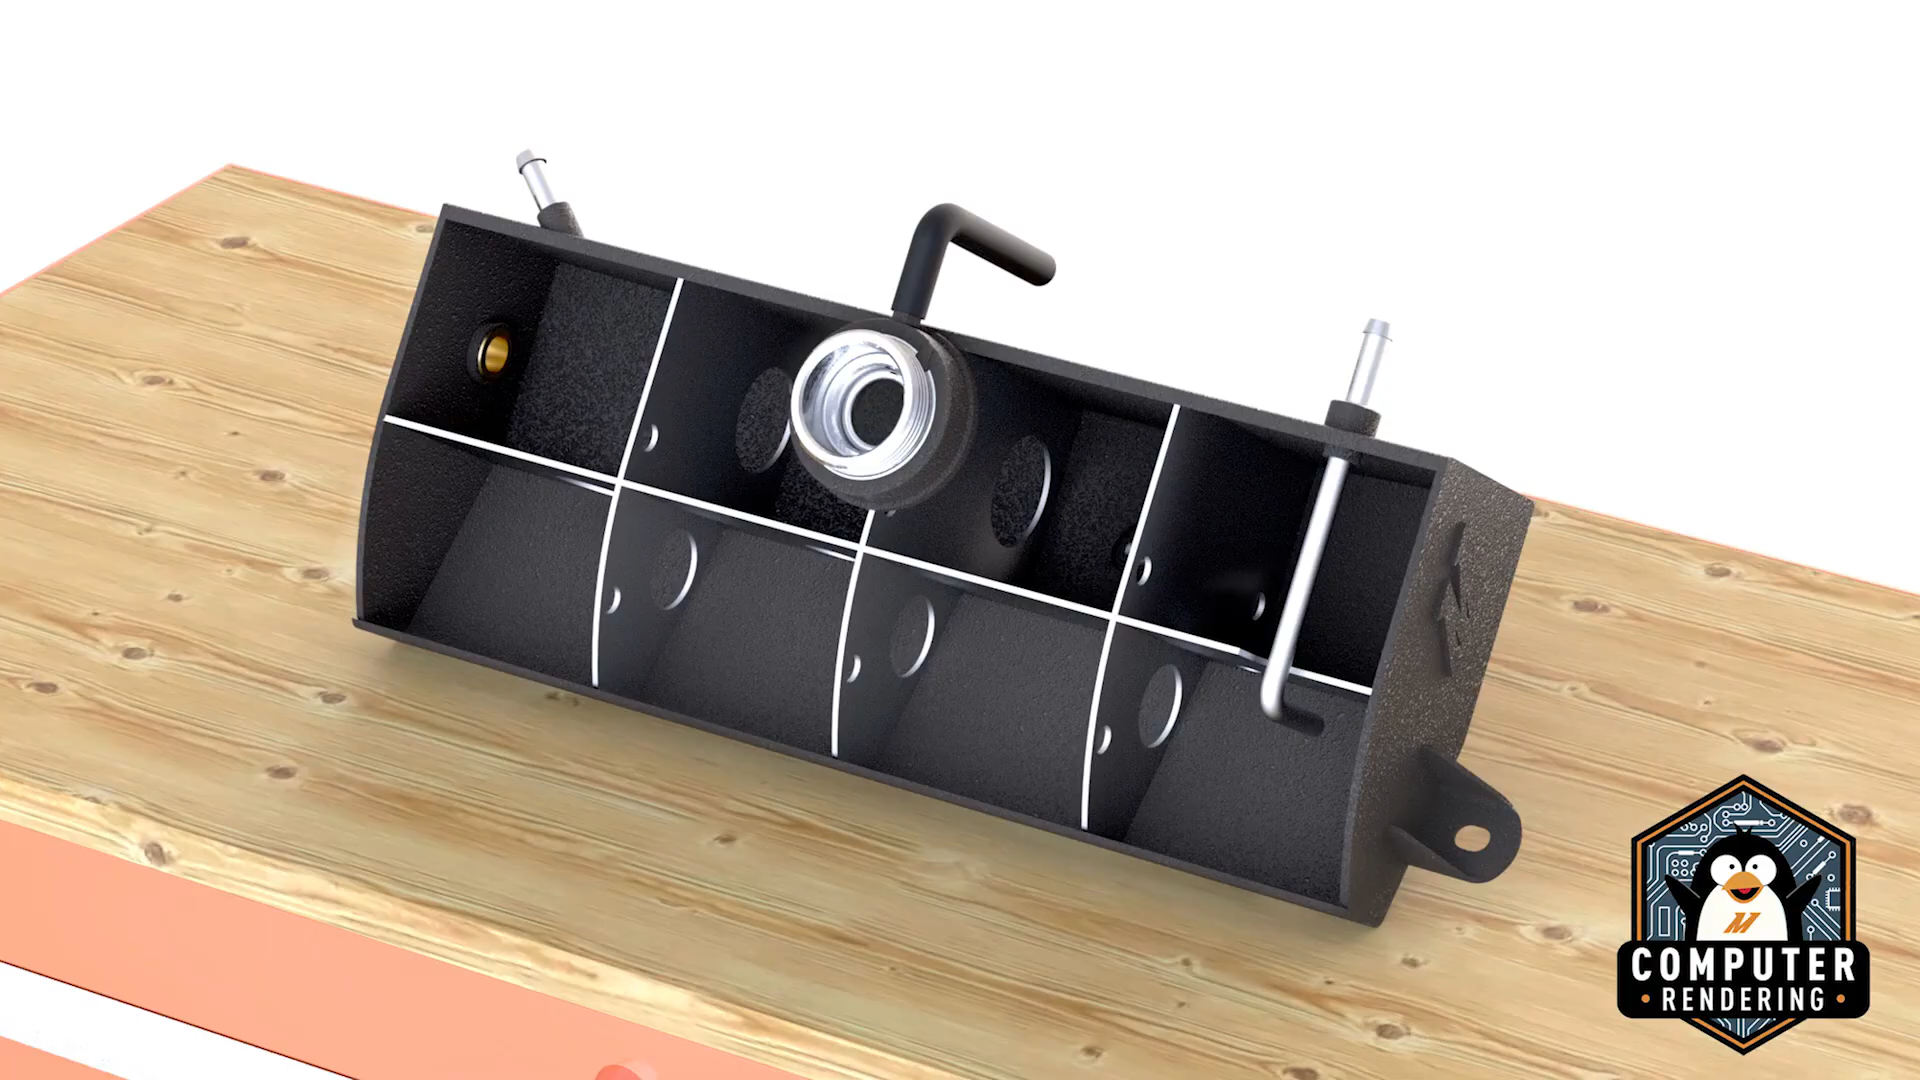 M
COMPUTER
• RENDERING •